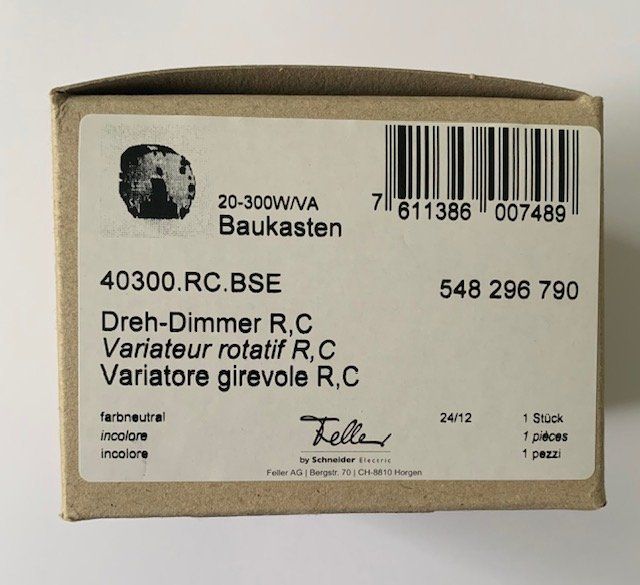 20-300W/VA
Baukasten
7 611386 007489
40300.RC.BSE
548 296 790
Dreh-Dimmer R,C
Variateur rotatif R,C
Variatore girevole R,C
farbneutral
incolore
incolore
Feller
by Schneider Electric
Feller AG | Bergstr. 70 | CH-8810 Horgen
24/12
1 Stück
1 pièces
1 pezzi